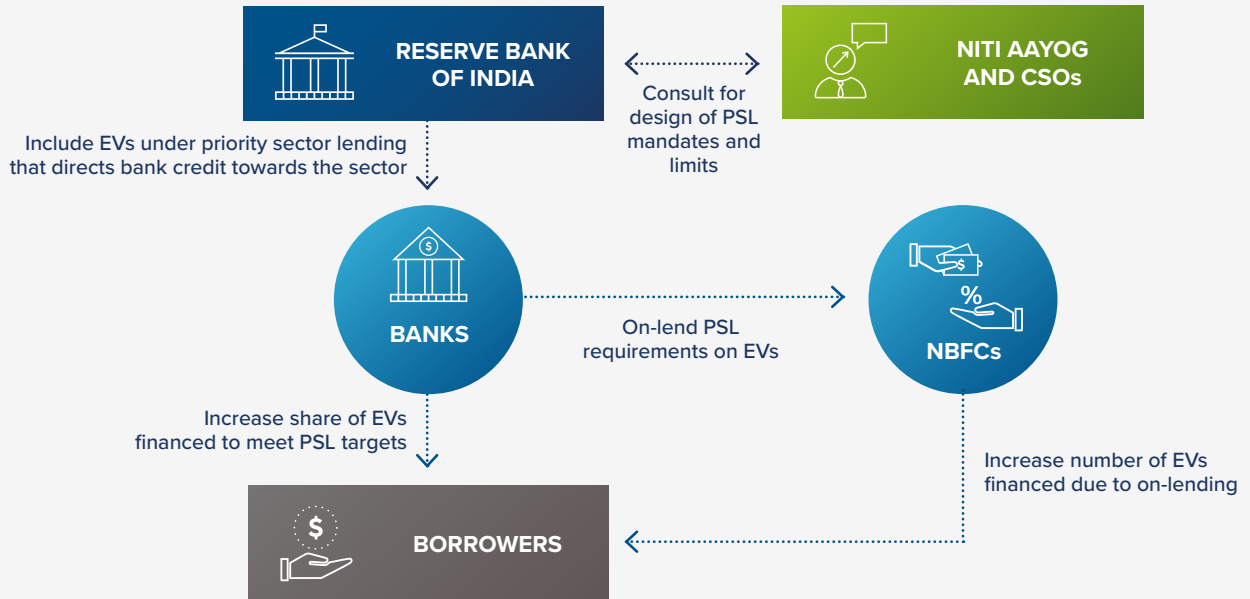 RESERVE BANK
OF INDIA
NITI AAYOG
AND CSOs
Consult for
design of PSL
mandates and
limits
Include EVs under priority sector lending
that directs bank credit towards the sector
$
BANKS
On-lend PSL
requirements on EVs
$
%
NBFCs
Increase share of EVs
financed to meet PSL targets
Increase number of EVs
financed due to on-lending
$
BORROWERS